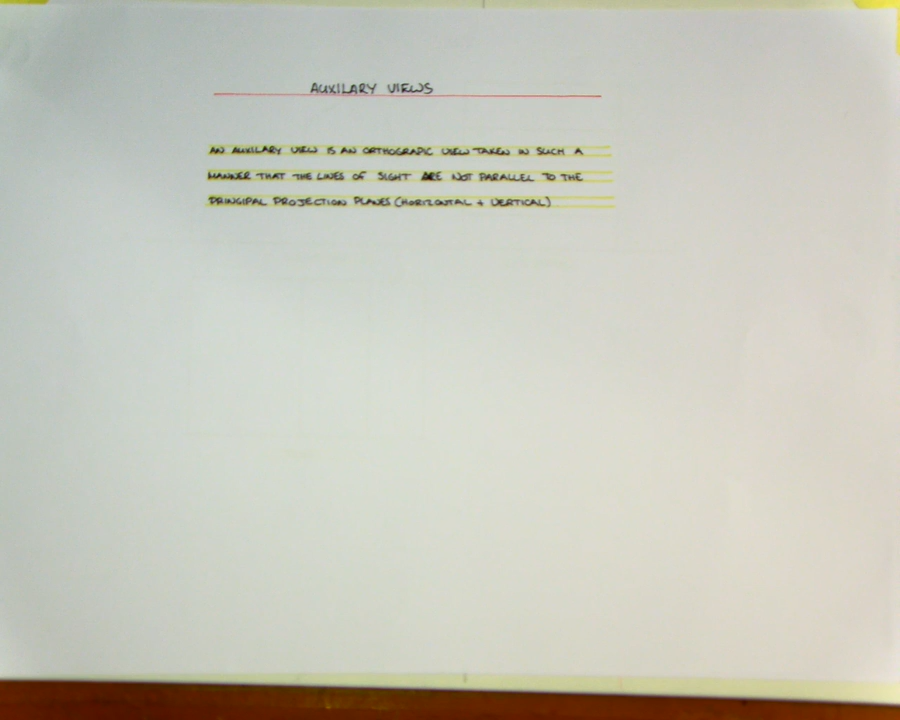 AUXILARY VIEWS
AN AUXILARY VIEW IS AN ORTHOGRAPIC VIEW TAKEN IN SUCH A
MANNER THAT THE LINES OF SIGHT ARE NOT PARALLEL TO THE
PRINCIPAL PROJECTION PLANES (HORIZONTAL + VERTICAL)